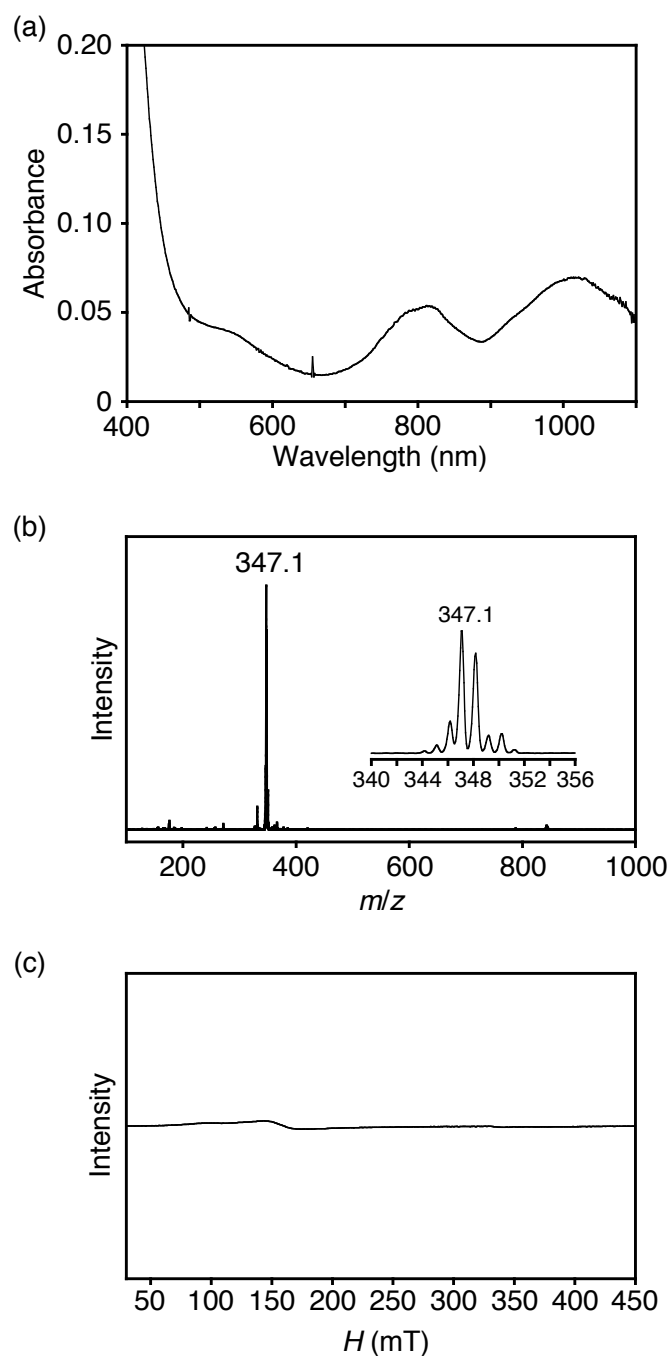 (a)
0.20
0.15
0.10
0.05
0
Absorbance
400 600 800 1000
Wavelength (nm)
(b)
347.1
347.1
340 344 348 352 356
Intensity
200 400 600 800 1000
m/z
(c)
Intensity
50 100 150 200 250 300 350 400 450
H (mT)